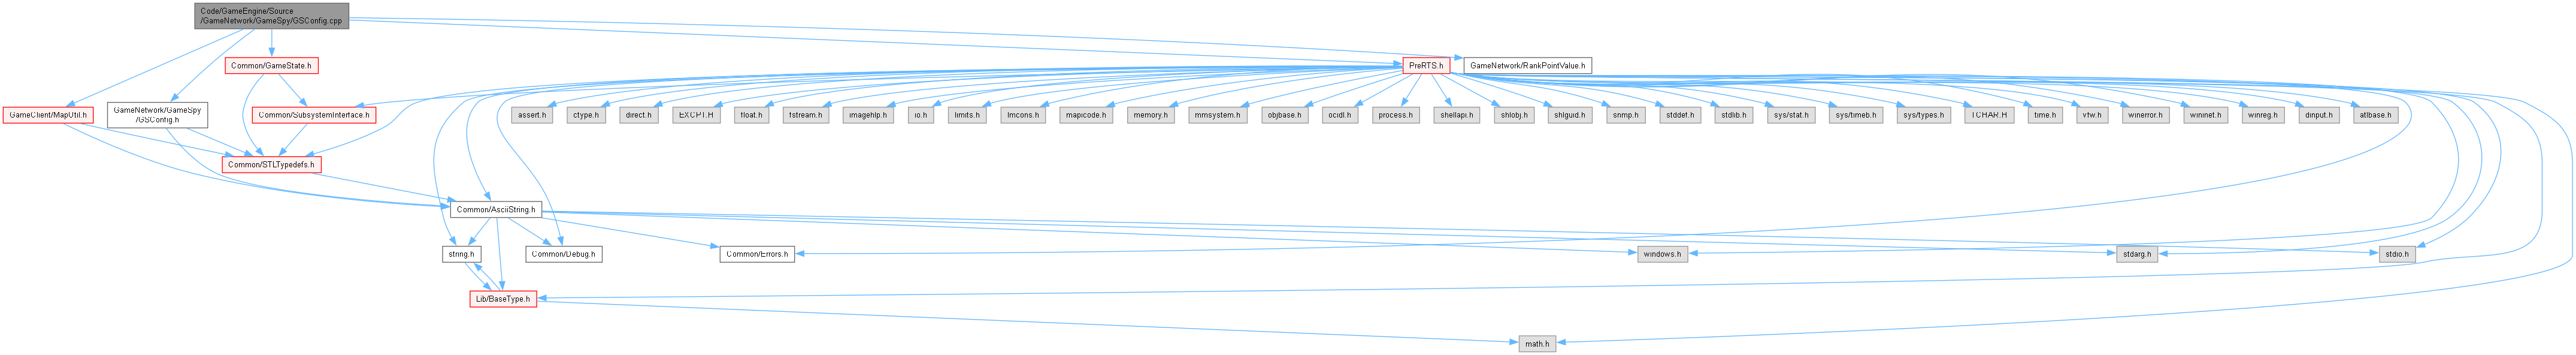 Code/GameEngine/Source
/GameNetwork/GameSpy/GSConfig.cpp
Common/GameState.h
PreRTS.h
GameNetwork/RankPointValue.h
GameClient/MapUtil.h
GameNetwork/GameSpy
/GSConfig.h
Common/SubsystemInterface.h
assert.h
ctype.h
direct.h
EXCPT.H
float.h
fstream.h
imagehlp.h
io.h
limits.h
lmcons.h
mapicode.h
memory.h
mmsystem.h
objbase.h
ocidl.h
process.h
shellapi.h
shlobj.h
shlguid.h
snmp.h
stddef.h
stdlib.h
sys/stat.h
sys/timeb.h
sys/types.h
TCHAR.H
time.h
vfw.h
winerror.h
wininet.h
winreg.h
dinput.h
atlbase.h
Common/STLTypedefs.h
Common/AsciiString.h
string.h
Common/Debug.h
Common/Errors.h
windows.h
stdarg.h
stdio.h
Lib/BaseType.h
math.h